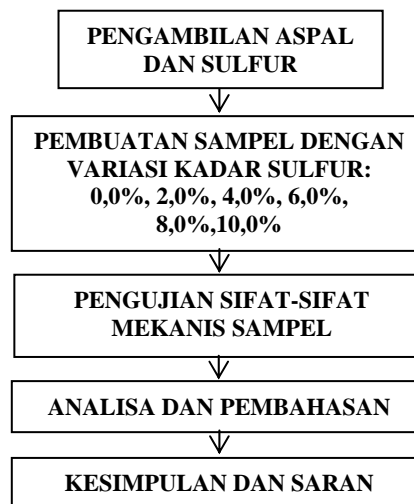 PENGAMBILAN ASPAL
DAN SULFUR
PEMBUATAN SAMPEL DENGAN
VARIASI KADAR SULFUR:
0,0%, 2,0%, 4,0%, 6,0%,
8,0%,10,0%
PENGUJIAN SIFAT-SIFAT
MEKANIS SAMPEL
ANALISA DAN PEMBAHASAN
KESIMPULAN DAN SARAN